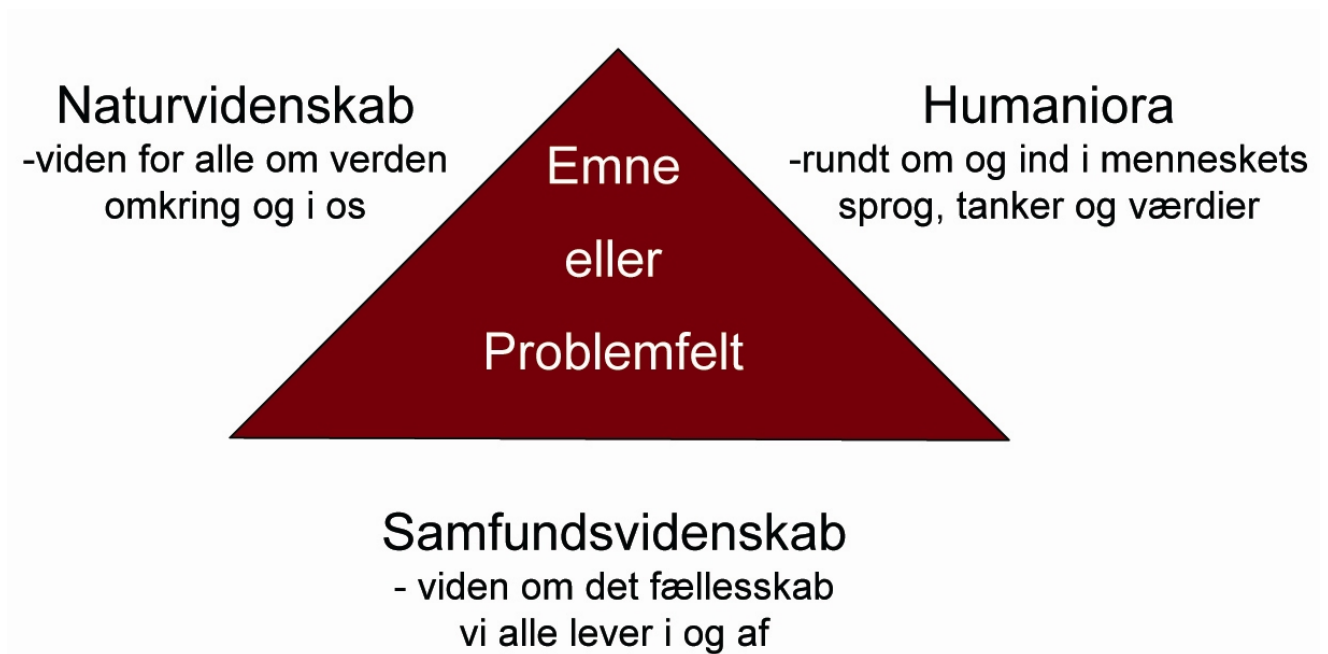 Naturvidenskab
-viden for alle om verden
omkring og i os
Emne
eller
Problemfelt
Humaniora
-rundt om og ind i menneskets
sprog, tanker og værdier
Samfundsvidenskab
- viden om det fællesskab
vi alle lever i og af